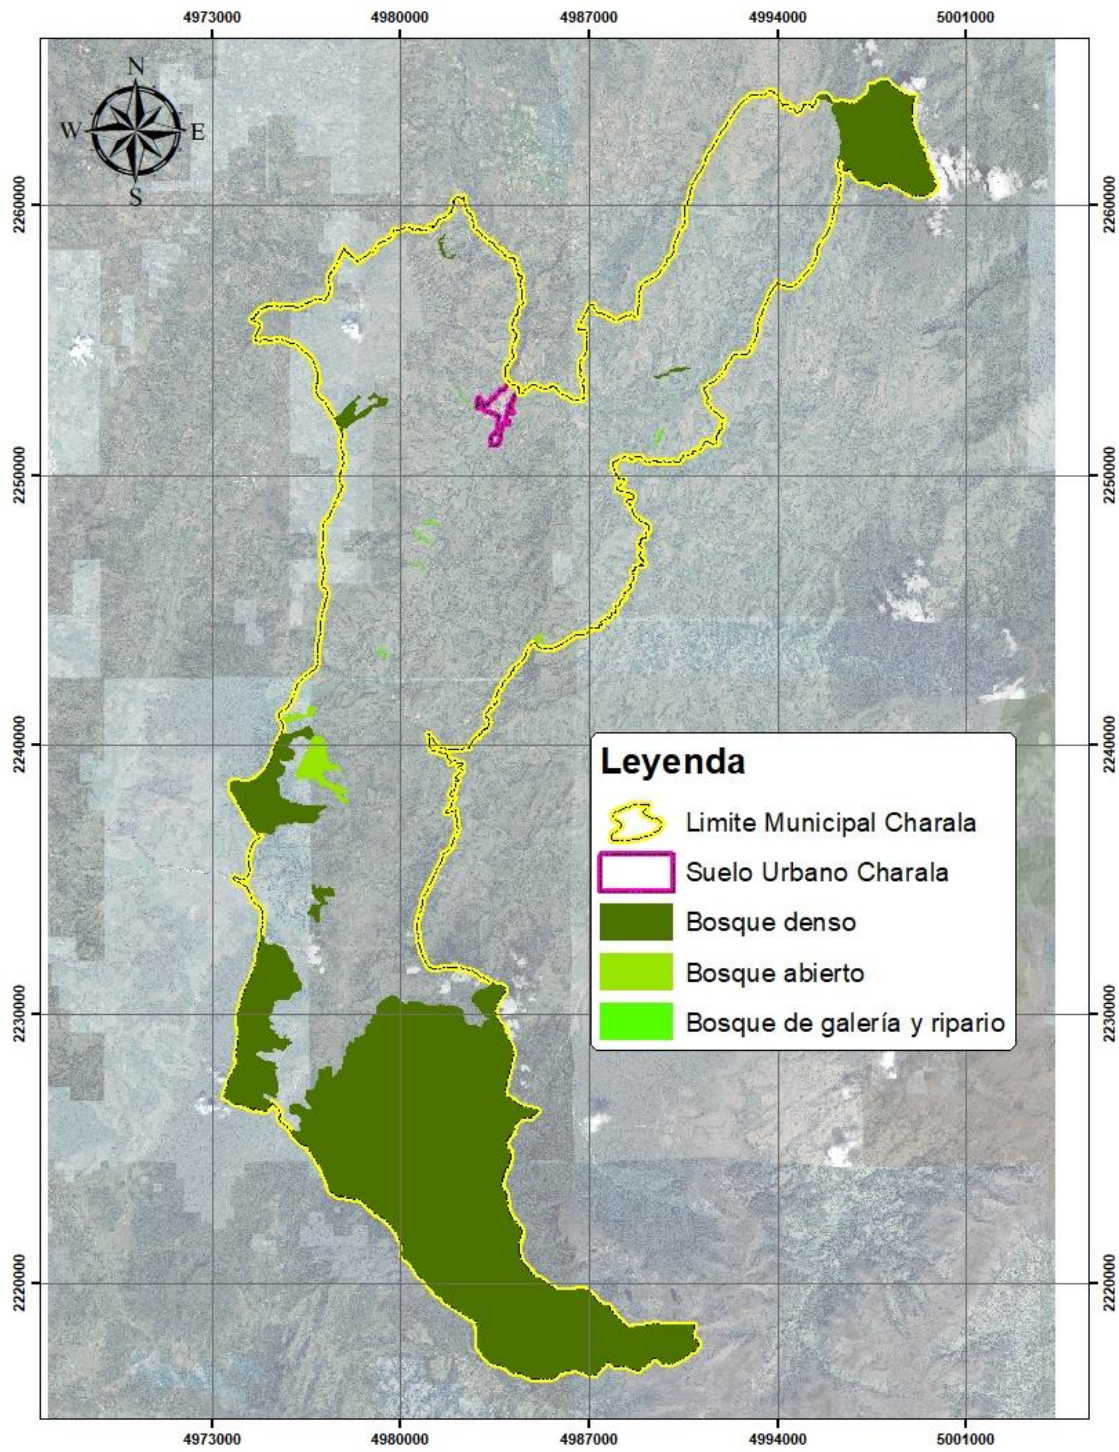 4973000 4980000 4987000 4994000 5001000
N
W E
S
2260000 2260000
2250000 2250000
2240000 2240000
Leyenda
Limite Municipal Charala
Suelo Urbano Charala
Bosque denso
Bosque abierto
2230000 2230000
Bosque de galería y ripario
2220000 2220000
4973000 4980000 4987000 4994000 5001000